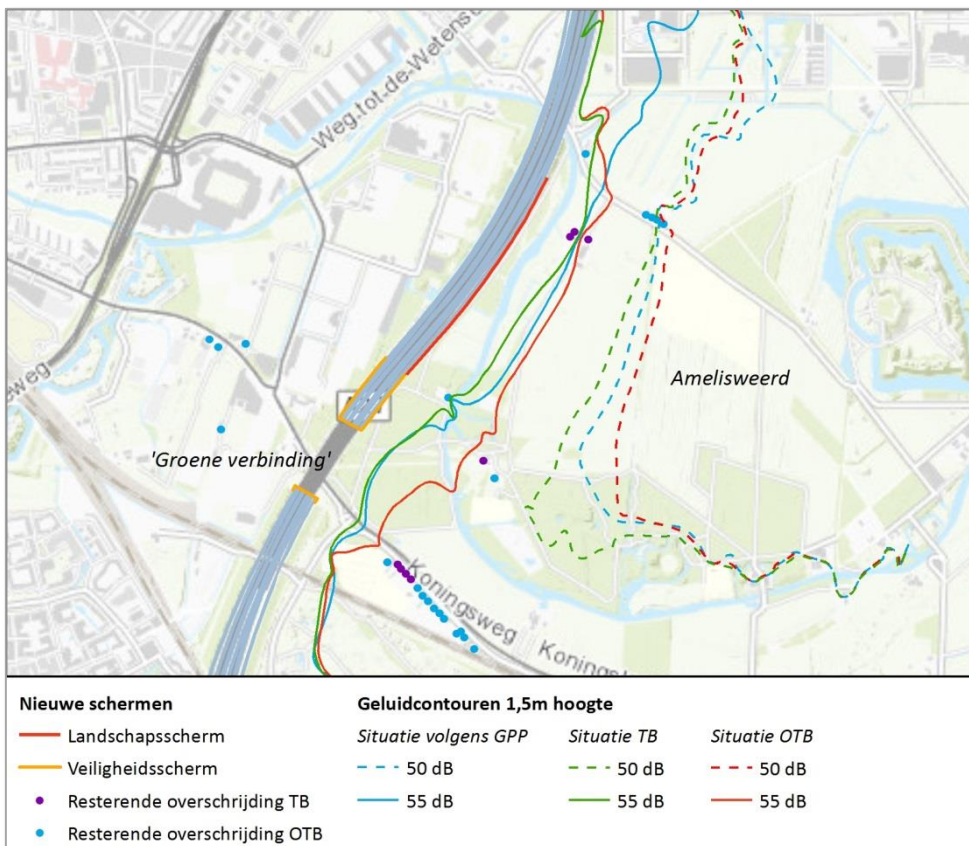 Weg-tot-de-Wetens
eweg
Amelisweerd
'Groene verbinding'
Koningsweg
Nieuwe schermen
Landschapsscherm
Veiligheidsscherm
Resterende overschrijding TB
Resterende overschrijding OTB
Geluidcontouren 1,5m hoogte
Situatie volgens GPP
Situatie TB
Situatie OTB
50 dB
50 dB
50 dB
55 dB
55 dB
55 dB